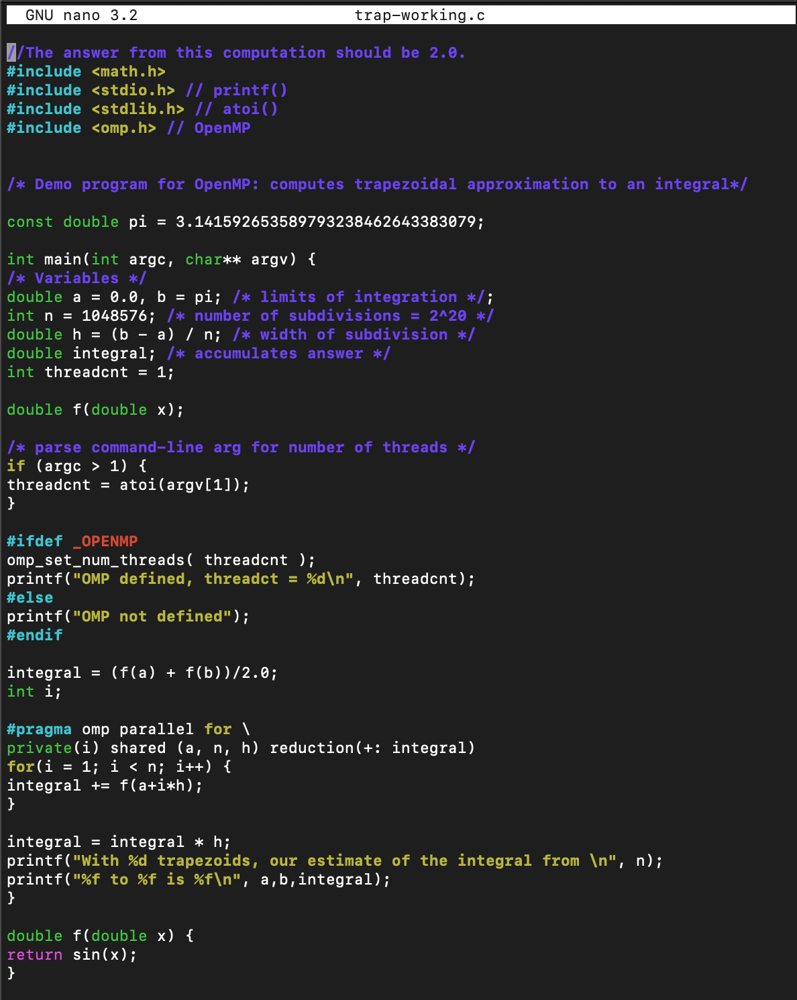 GNU nano 3.2 trap-working.c
//The answer from this computation should be 2.0.
#include <math.h>
#include <stdio.h> // printf()
#include <stdlib.h> // atoi()
#include <omp.h> // OpenMP
/* Demo program for OpenMP: computes trapezoidal approximation to an integral*/
const double pi = 3.141592653589793238462643383079;
int main(int argc, char** argv) {
/* Variables */
double a = 0.0, b = pi; /* limits of integration */;
int n = 1048576; /* number of subdivisions = 2^20 */
double h = (b - a) / n; /* width of subdivision */
double integral; /* accumulates answer */
int threadcnt = 1;
double f(double x);
/* parse command-line arg for number of threads */
if (argc > 1) {
threadcnt = atoi(argv[1]);
}
#ifdef _OPENMP
omp_set_num_threads( threadcnt );
printf("OMP defined, threadct = %d\n", threadcnt);
#else
printf("OMP not defined");
#endif
integral = (f(a) + f(b))/2.0;
int i;
#pragma omp parallel for \
private(i) shared (a, n, h) reduction(+: integral)
for(i = 1; i < n; i++) {
integral += f(a+i*h);
}
integral = integral * h;
printf("With %d trapezoids, our estimate of the integral from \n", n);
printf("%f to %f is %f\n", a,b,integral);
}
double f(double x) {
return sin(x);
}